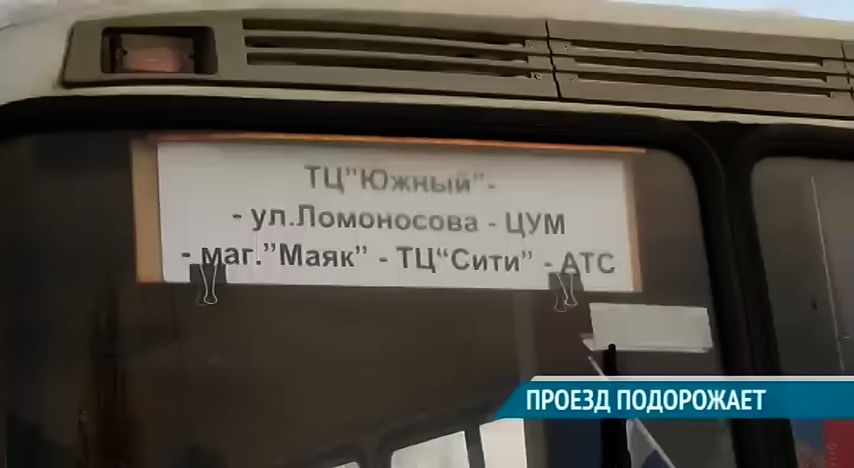 ТЦ"Южный"-
- ул.Ломоносова - ЦУМ
- маг."Маяк" - ТЦ"Сити" - АТС
ПРОЕЗД ПОДОРОЖАЕТ